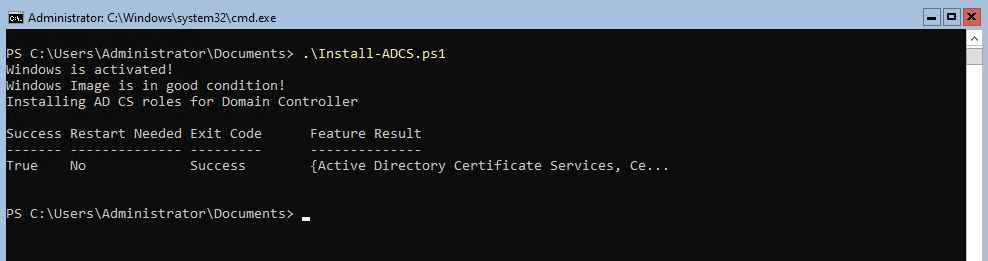 Administrator: C:\Windows\system32\cmd.exe
PS C:\Users\Administrator\Documents> .\Install-ADCS.ps1
Windows is activated!
Windows Image is in good condition!
Installing AD CS roles for Domain Controller
Success Restart Needed Exit Code      Feature Result
------- -------------- ---------      --------------
True    No             Success        {Active Directory Certificate Services, Ce...
PS C:\Users\Administrator\Documents>